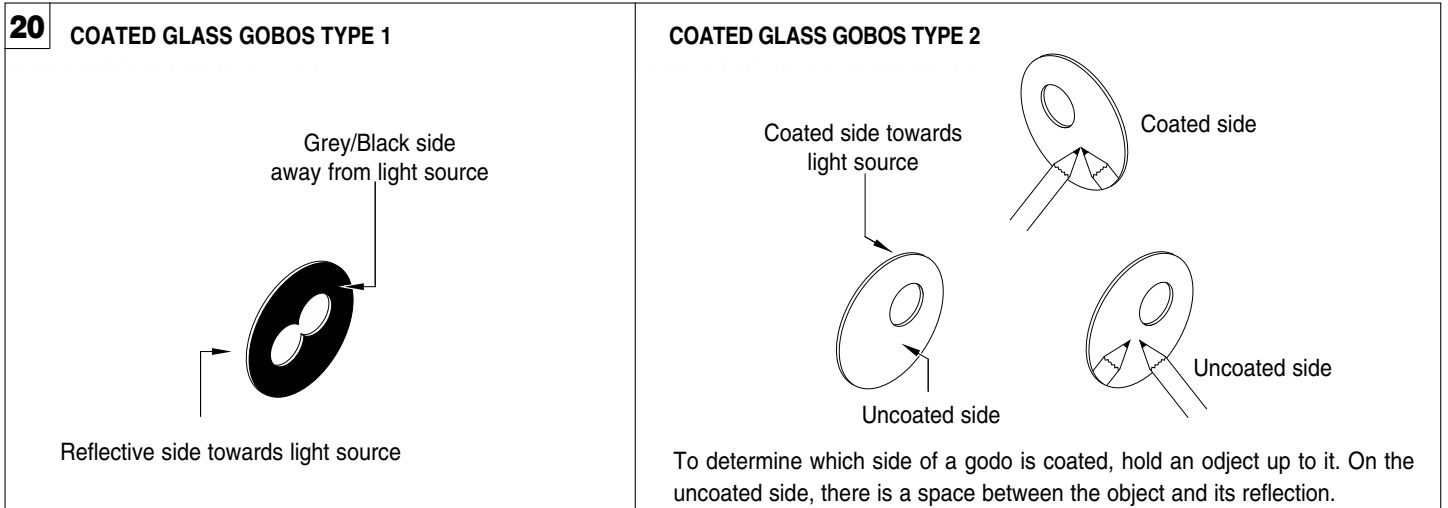 20
COATED GLASS GOBOS TYPE 1
Grey/Black side
away from light source
Reflective side towards light source
COATED GLASS GOBOS TYPE 2
Coated side towards
light source
Coated side
Uncoated side
Uncoated side
To determine which side of a godo is coated, hold an odject up to it. On the
uncoated side, there is a space between the object and its reflection.